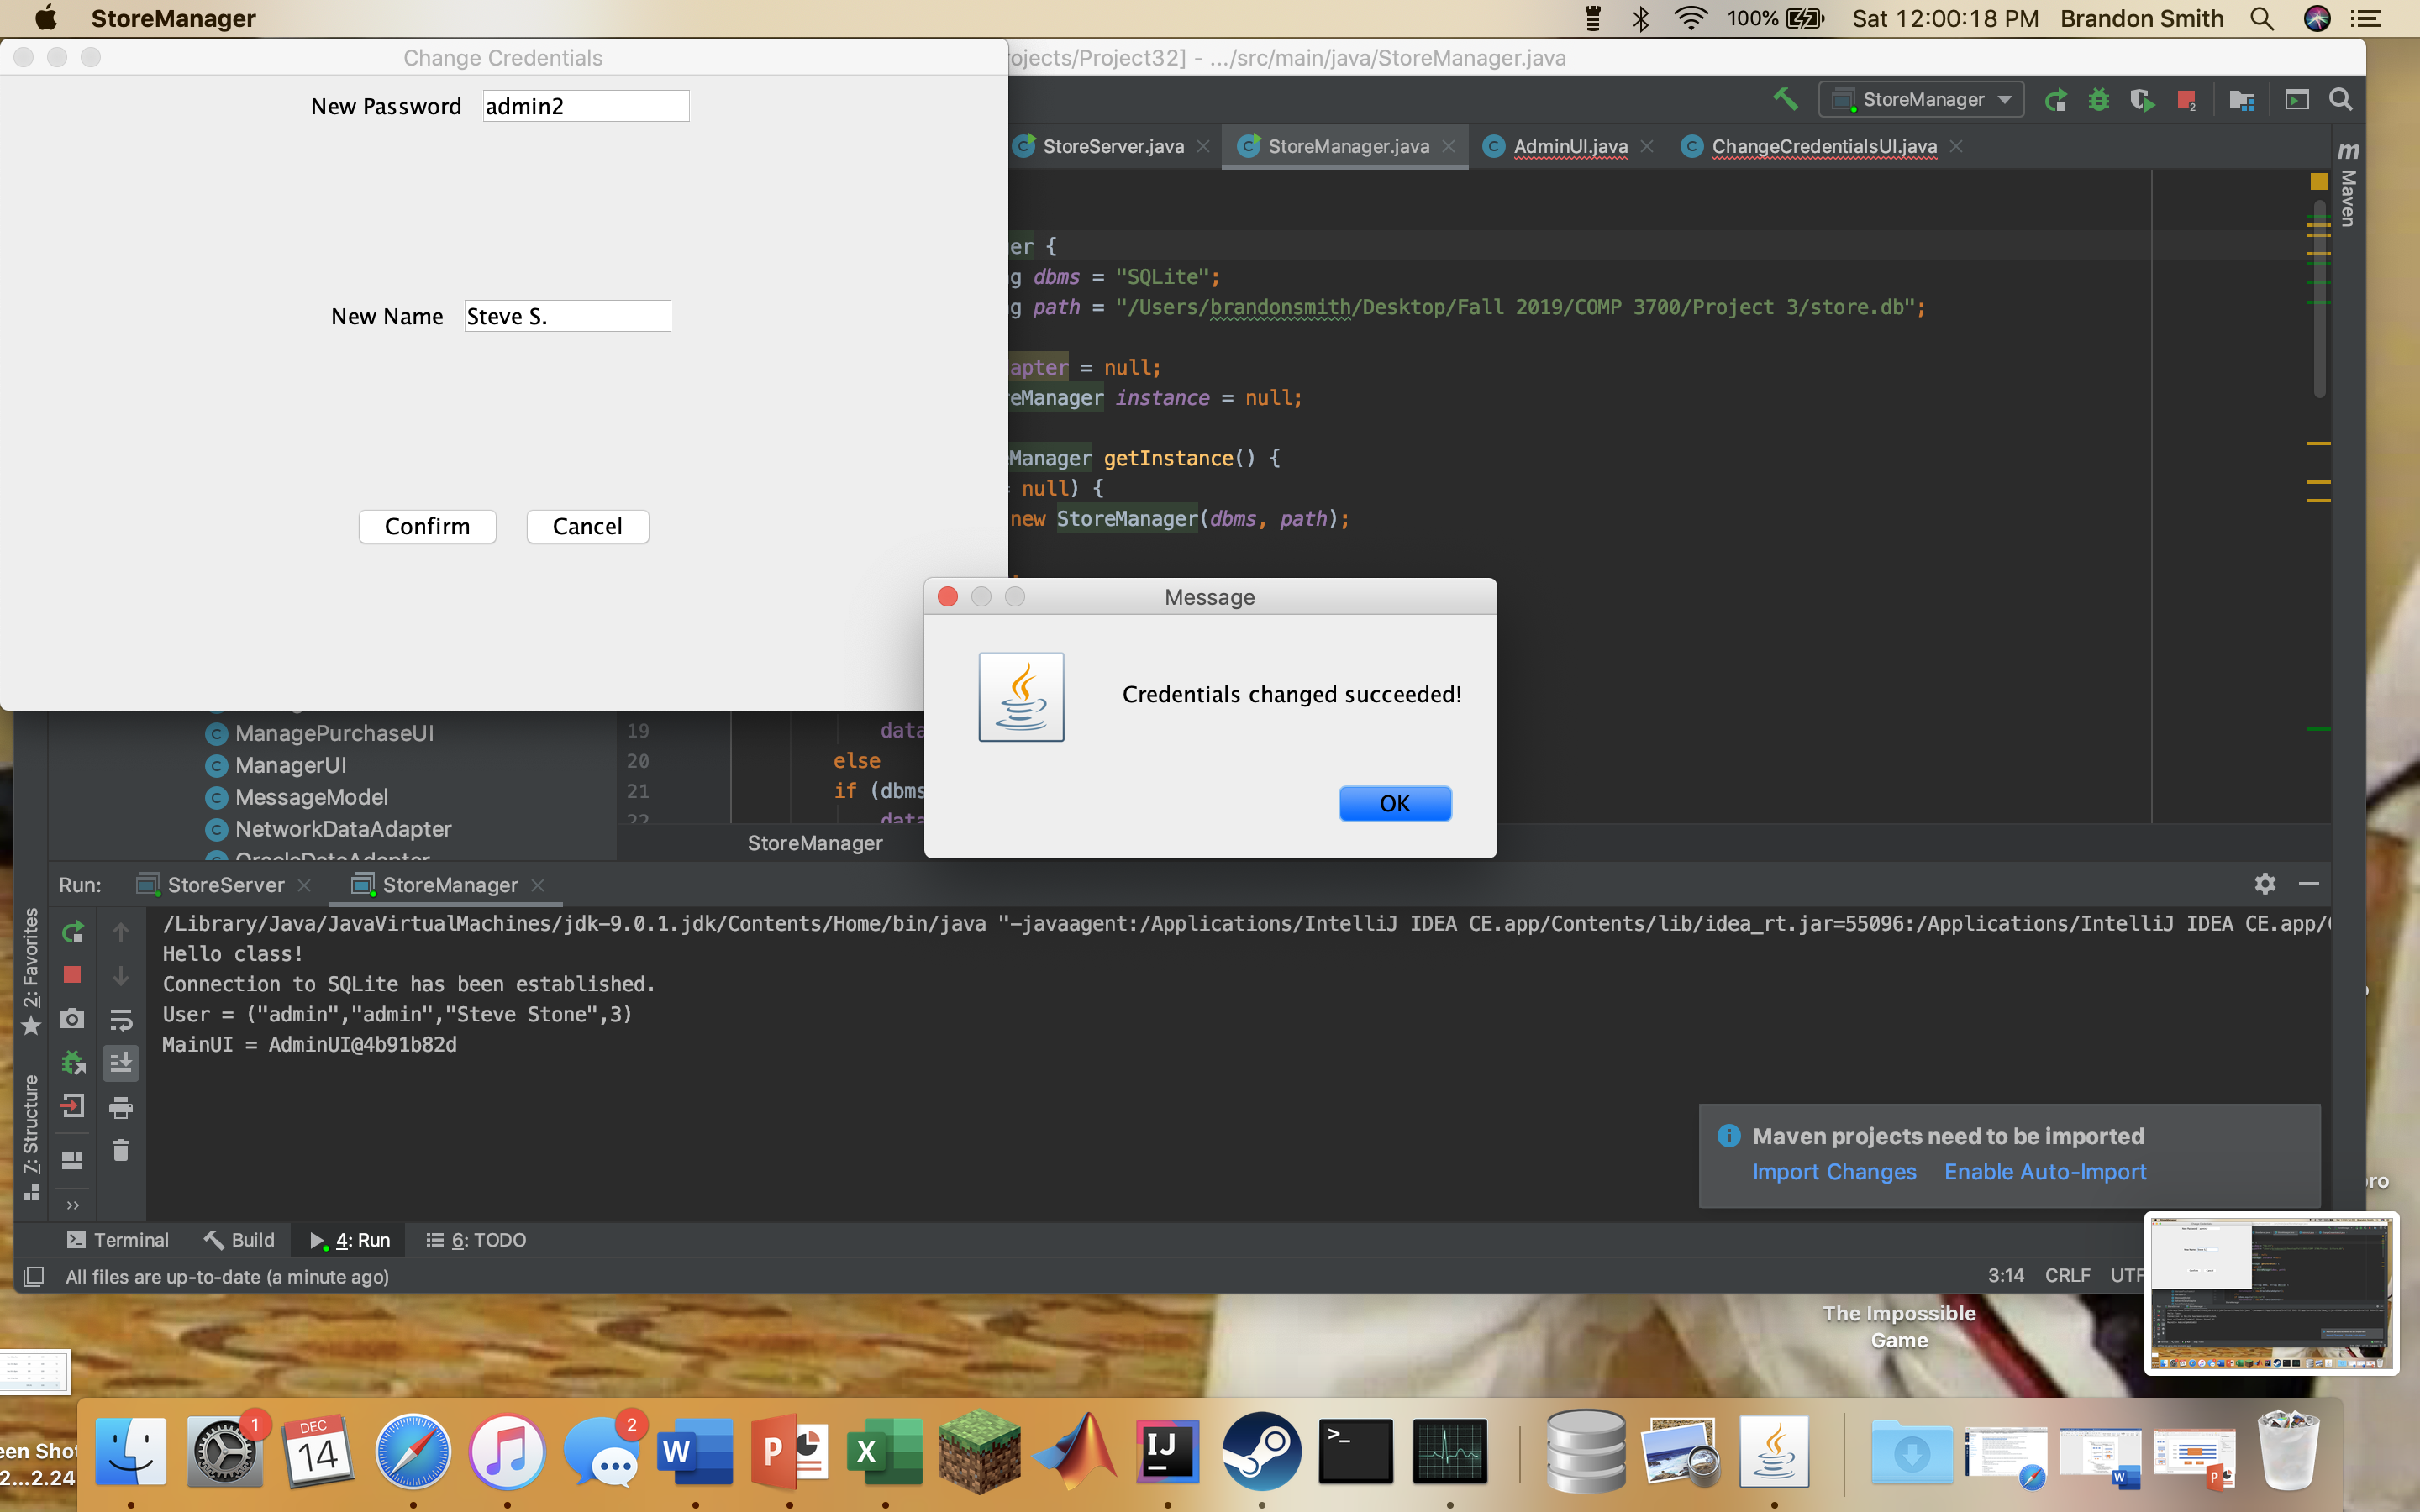 StoreManager
100%
Sat 12:00:18 PM
Brandon Smith
Change Credentials
ojects/Project32] - .../src/main/java/StoreManager.java
New Password
admin2
StoreManager
2
StoreServer.java
StoreManager.java
AdminUI.java
ChangeCredentialsUI.java
m
Maven
er {
g dbms = "SQLite";
g path = "/Users/brandonsmith/Desktop/Fall 2019/COMP 3700/Project 3/store.db";
New Name
Steve S.
apter = null;
eManager instance = null;
Manager getInstance() {
= null) {
new StoreManager(dbms, path);
Confirm
Cancel
Message
Credentials changed succeeded!
OK
ManagePurchaseUI
ManagerUI
MessageModel
NetworkDataAdapter
OracleDataAdapter
19 data
20 else
21 if (dbms
22 data
StoreManager
Run:
StoreServer
StoreManager
/Library/Java/JavaVirtualMachines/jdk-9.0.1.jdk/Contents/Home/bin/java "-javaagent:/Applications/IntelliJ IDEA CE.app/Contents/lib/idea_rt.jar=55096:/Applications/IntelliJ IDEA CE.app/
Hello class!
Connection to SQLite has been established.
User = ("admin","admin","Steve Stone",3)
MainUI = AdminUI@4b91b82d
2: Favorites
7: Structure
Maven projects need to be imported
Import Changes
Enable Auto-Import
ro
Terminal
Build
4: Run
6: TODO
All files are up-to-date (a minute ago)
3:14
CRLF
UTF
The Impossible
Game
een Shot
2...2.24
1
DEC
14
2
W
P
X
IJ
>_
W
P